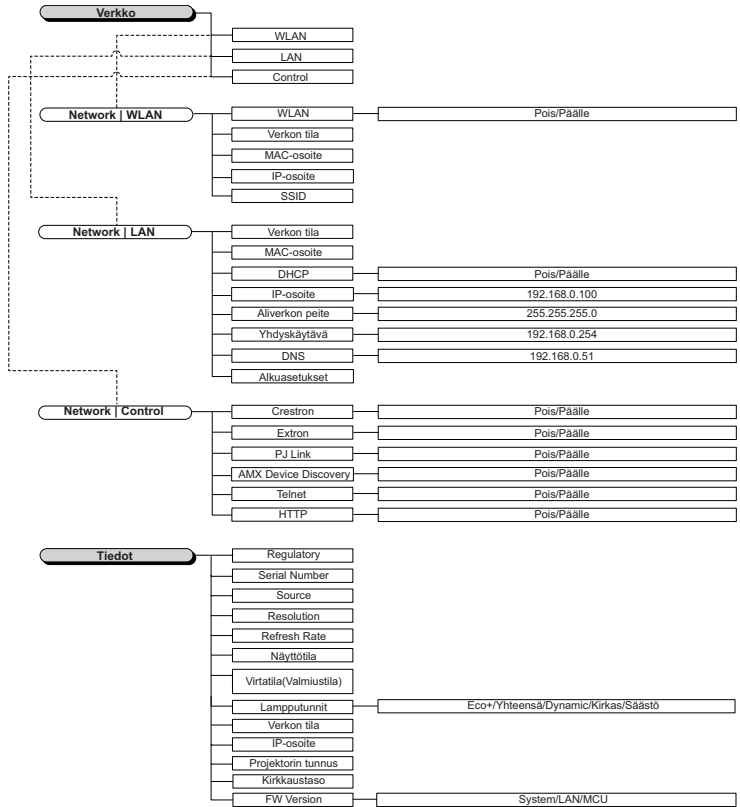 Verkko
WLAN
LAN
Control
Network | WLAN
WLAN
Pois/Päälle
Verkon tila
MAC-osoite
IP-osoite
SSID
Network | LAN
Verkon tila
MAC-osoite
DHCP
Pois/Päälle
IP-osoite
192.168.0.100
Aliverkon peite
255.255.255.0
Yhdyskäytävä
192.168.0.254
DNS
192.168.0.51
Alkuasetukset
Network | Control
Crestron
Pois/Päälle
Extron
Pois/Päälle
PJ Link
Pois/Päälle
AMX Device Discovery
Pois/Päälle
Telnet
Pois/Päälle
HTTP
Pois/Päälle
Tiedot
Regulatory
Serial Number
Source
Resolution
Refresh Rate
Näyttötila
Virtatila(Valmiustila)
Lampputunnit
Eco+/Yhteensä/Dynamic/Kirkas/Säästö
Verkon tila
IP-osoite
Projektorin tunnus
Kirkkaustaso
FW Version
System/LAN/MCU